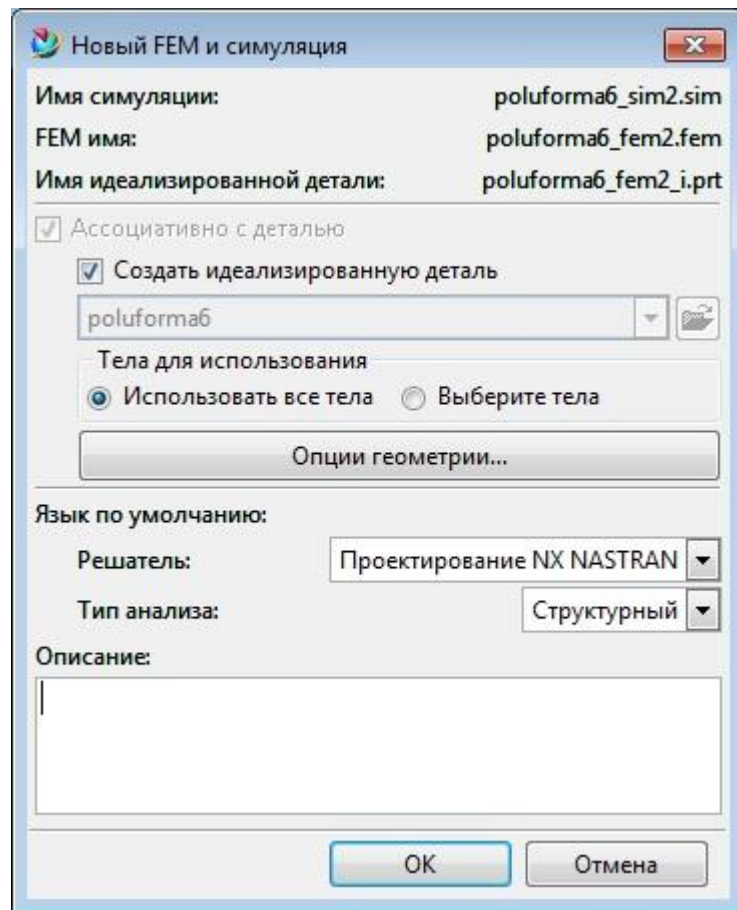 Новый FEM и симуляция
Имя симуляции: poluforma6_sim2.sim
FEM имя: poluforma6_fem2.fem
Имя идеализированной детали: poluforma6_fem2_i.prt
Ассоциативно с деталью
Создать идеализированную деталь
poluforma6
Тела для использования
Использовать все тела Выберите тела
Опции геометрии...
Язык по умолчанию:
Решатель: Проектирование NX NASTRAN
Тип анализа: Структурный
Описание:
OK Отмена